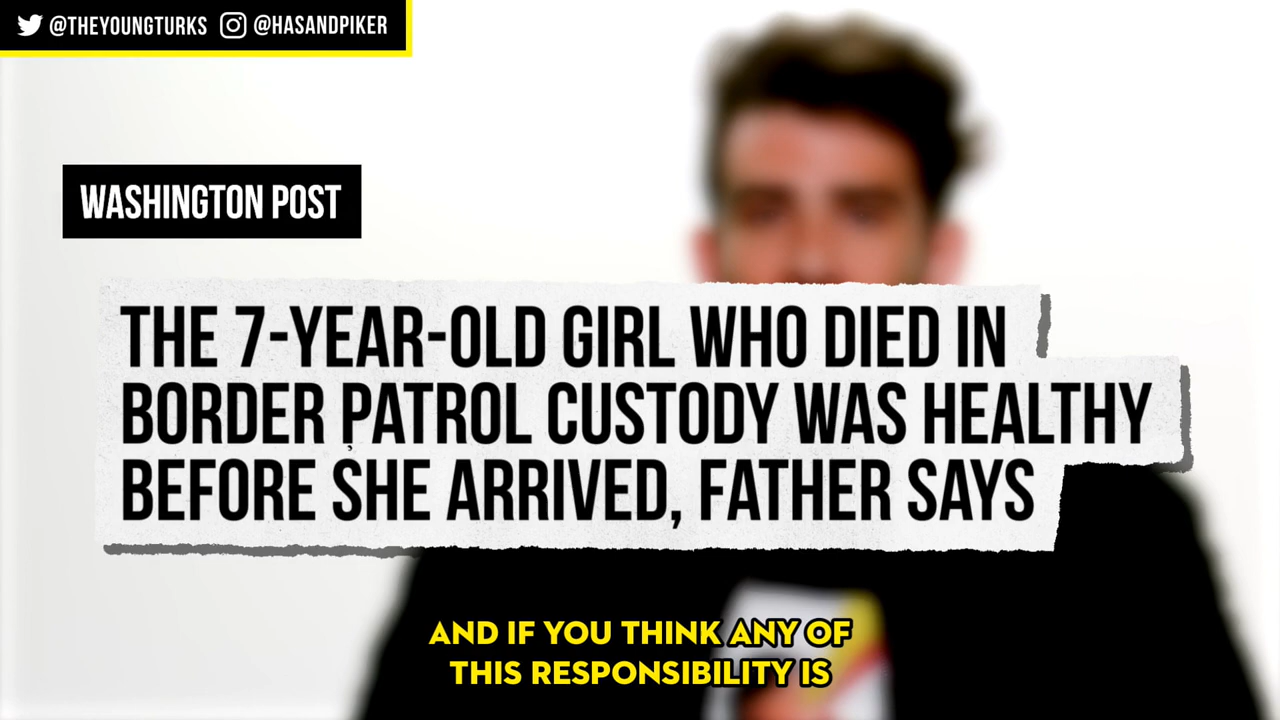 @THEYOUNGTURKS @HASANDPIKER
WASHINGTON POST
THE 7-YEAR-OLD GIRL WHO DIED IN
BORDER PATROL CUSTODY WAS HEALTHY
BEFORE SHE ARRIVED, FATHER SAYS
AND IF YOU THINK ANY OF
THIS RESPONSIBILITY IS